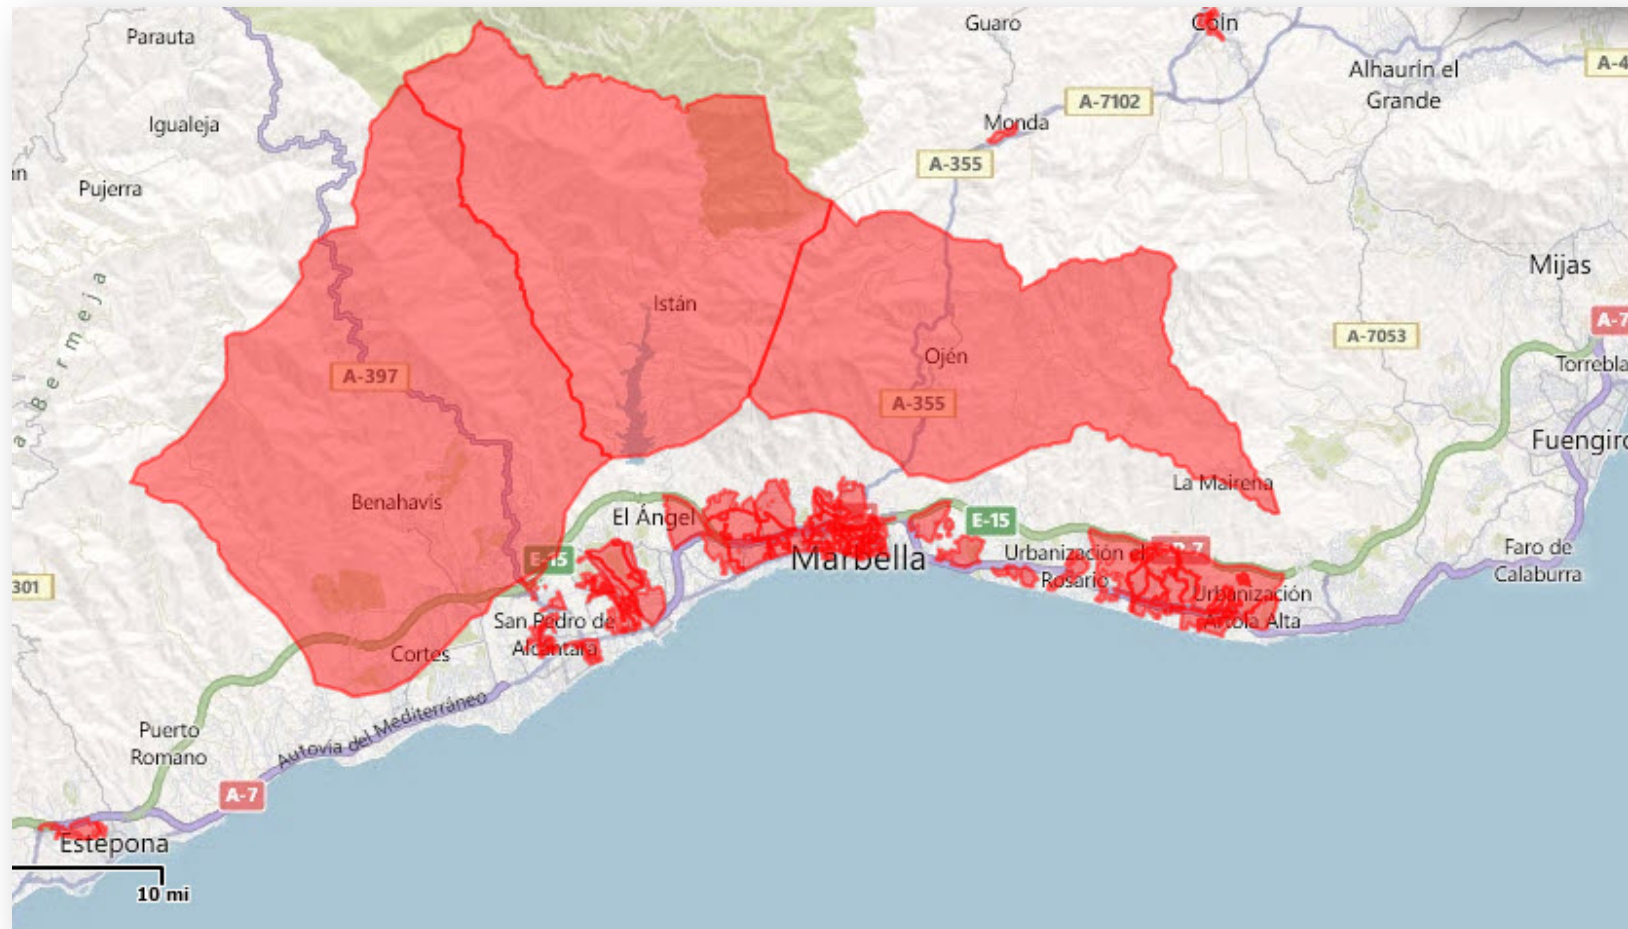 Parauta
Guaro
Coín
A-4
Alhaurín el
Grande
A-7102
Igualeja
Monda
A-355
Pujerra
Mijas
Bermeja
Istán
A-7
A-7053
Ojén
Torrebla
A-397
A-355
Fuengiro
La Mairena
Benahavís
El Ángel
E-15
E-15
Marbella
Urbanización el
Rosario
Faro de
Calaburra
301
Urbanización
Artola Alta
San Pedro de
Alcántara
Cortes
Autovía del Mediterráneo
Puerto
Romano
A-7
Estepona
10 mi